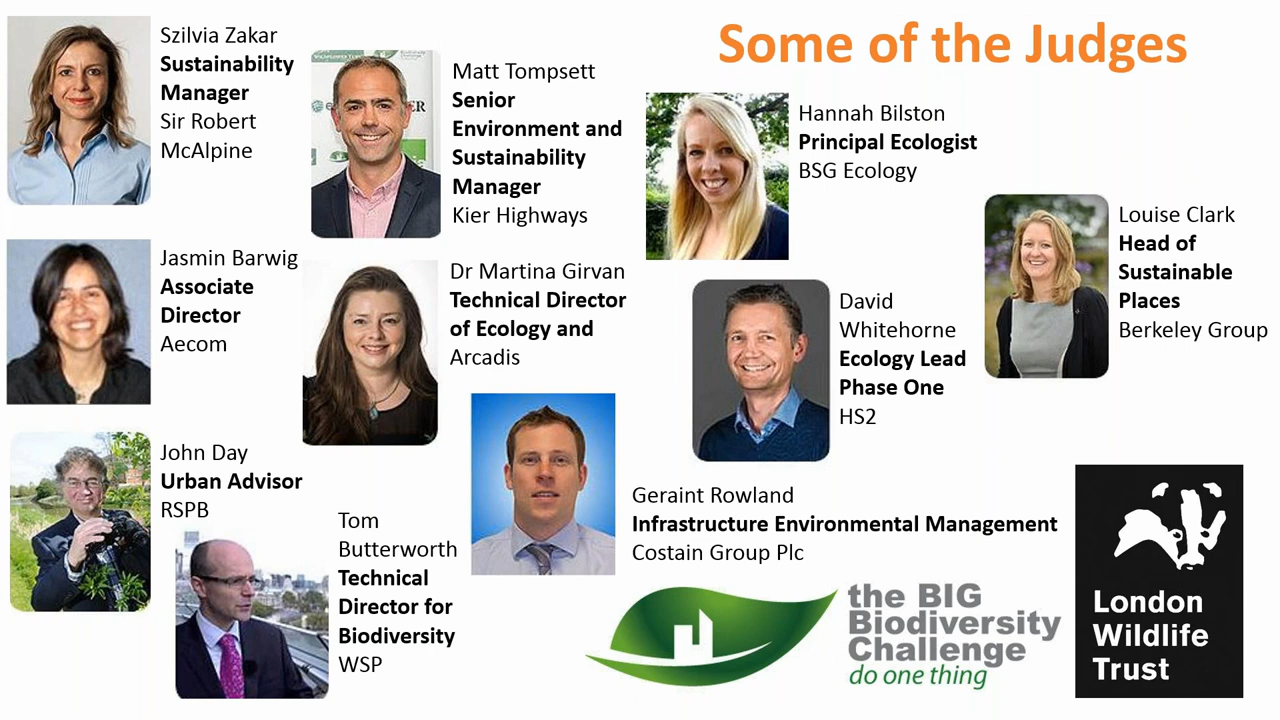 Some of the Judges
Szilvia Zakar
Sustainability
Manager
Sir Robert
McAlpine
Matt Tompsett
Senior
Environment and
Sustainability
Manager
Kier Highways
Hannah Bilston
Principal Ecologist
BSG Ecology
Louise Clark
Head of
Sustainable
Places
Berkeley Group
Jasmin Barwig
Associate
Director
Aecom
Dr Martina Girvan
Technical Director
of Ecology and
Arcadis
David
Whitehorne
Ecology Lead
Phase One
HS2
John Day
Urban Advisor
RSPB
Tom
Butterworth
Technical
Director for
Biodiversity
WSP
Geraint Rowland
Infrastructure Environmental Management
Costain Group Plc
the BIG
Biodiversity
Challenge
do one thing
London
Wildlife
Trust